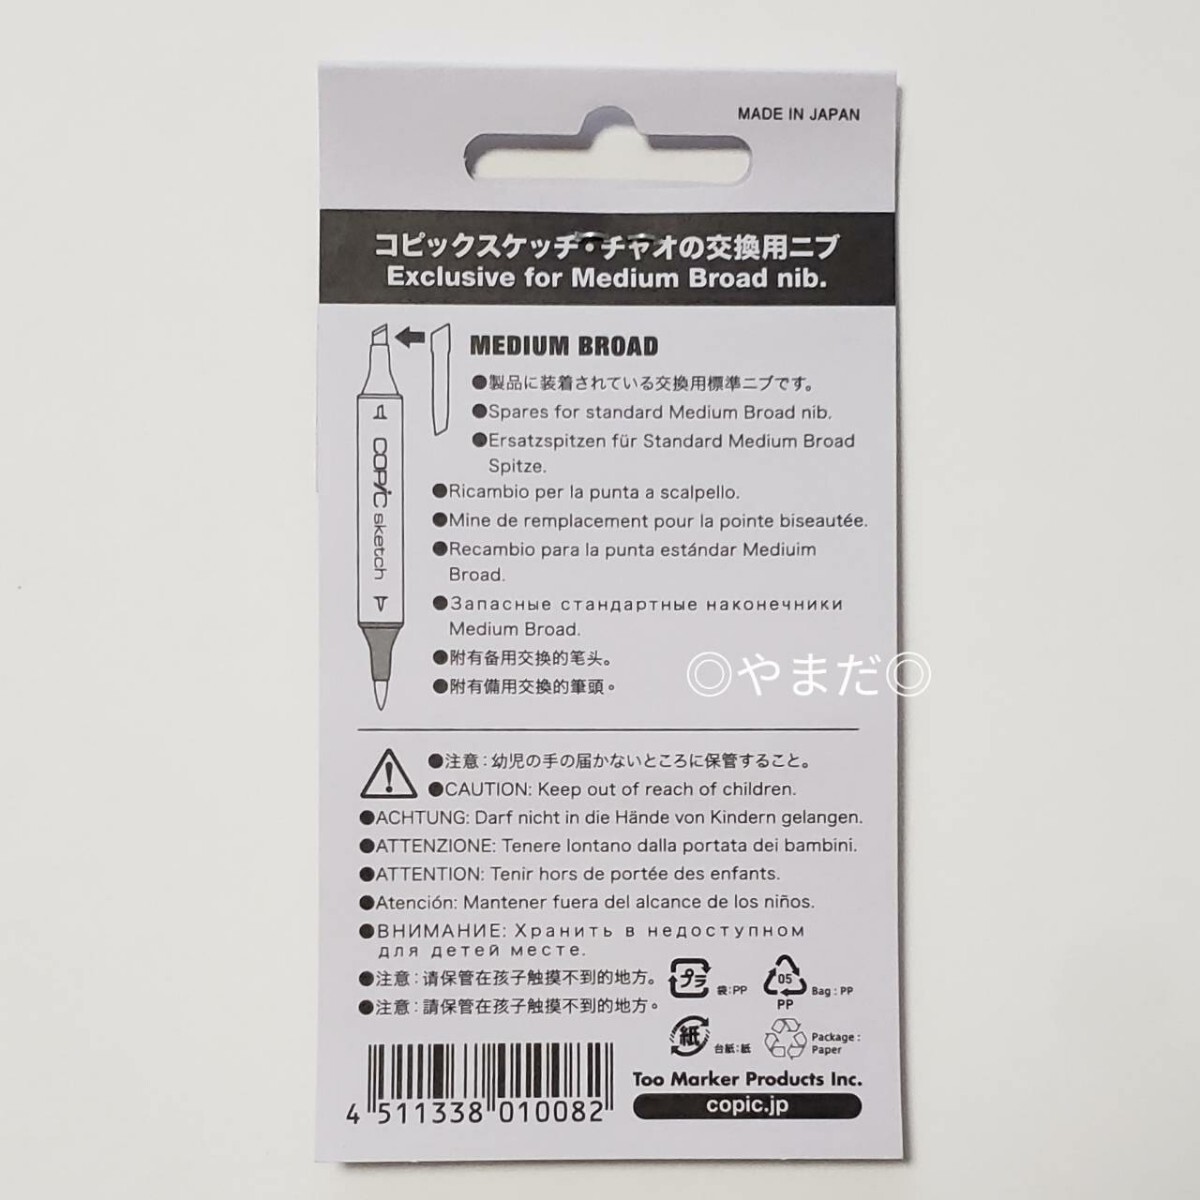 MADE IN JAPAN
コピックスケッチ・チャオの交換用ニブ
Exclusive for Medium Broad nib.
MEDIUM BROAD
●製品に装着されている交換用標準ニブです。
●Spares for standard Medium Broad nib.
●Ersatzspitzen für Standard Medium Broad
Spitze.
●Ricambio per la punta a scalpello.
●Mine de remplacement pour la pointe biseautée.
●Recambio para la punta estándar Mediuim
Broad.
●Запасные стандартные наконечники
Medium Broad.
●附有备用交换的笔头。
●附有備用交換的筆頭。
COPiC sketch
◎やまだ◎
●注意：幼児の手の届かないところに保管すること。
●CAUTION: Keep out of reach of children.
●ACHTUNG: Darf nicht in die Hände von Kindern gelangen.
●ATTENZIONE: Tenere lontano dalla portata dei bambini.
●ATTENTION: Tenir hors de portée des enfants.
●Atención: Mantener fuera del alcance de los niños.
●ВНИМАНИЕ: Хранить в недоступном
для детей месте.
●注意：请保管在孩子触摸不到的地方。
●注意：請保管在孩子触摸不到的地方。
プラ 袋:PP
05 PP Bag : PP
紙 台紙:紙
Package :
Paper
Too Marker Products Inc.
copic.jp
4 511338 010082